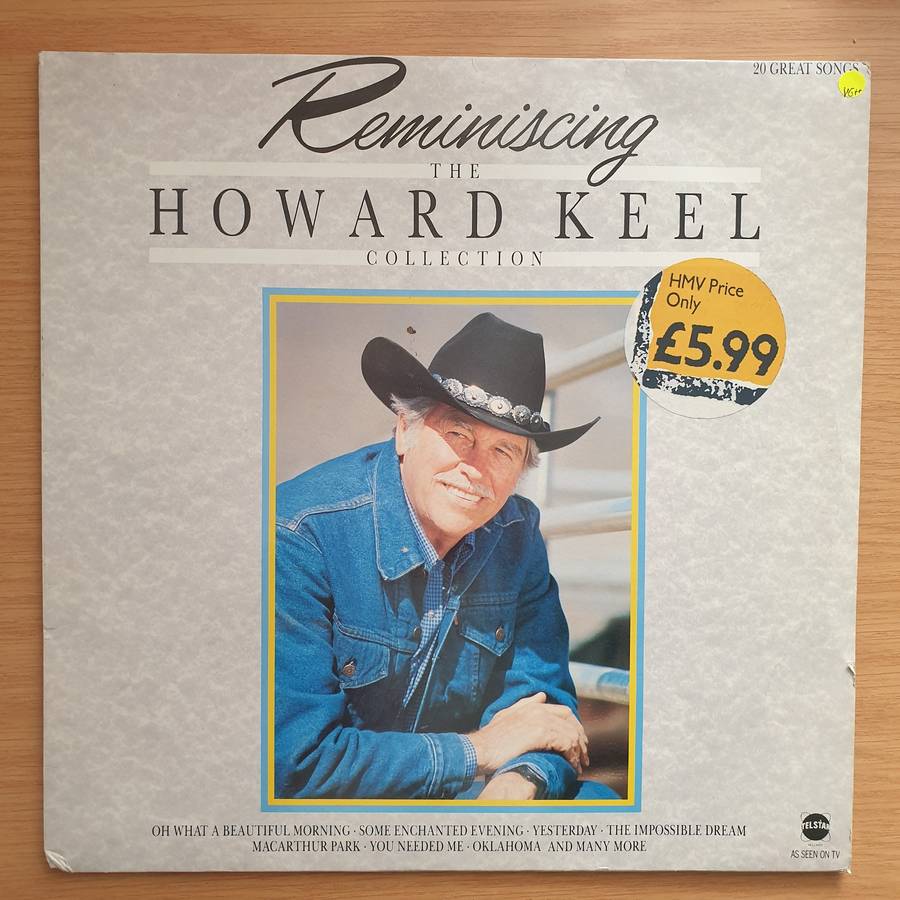 20 GREAT SONGS
VG++
Reminiscing
THE
HOWARD KEEL
COLLECTION
HMV Price
Only
£5.99
OH WHAT A BEAUTIFUL MORNING · SOME ENCHANTED EVENING · YESTERDAY · THE IMPOSSIBLE DREAM
MACARTHUR PARK · YOU NEEDED ME · OKLAHOMA AND MANY MORE
TELSTAR
AS SEEN ON TV